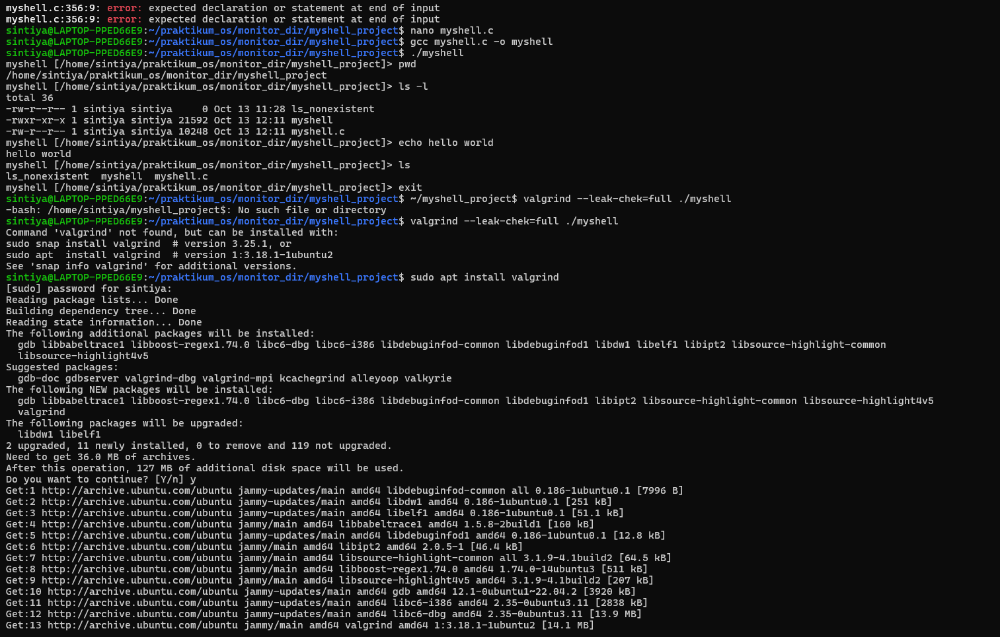 myshell.c:356:9: error: expected declaration or statement at end of input
myshell.c:356:9: error: expected declaration or statement at end of input
sintiya@LAPTOP-PPED66E9:~/praktikum_os/monitor_dir/myshell_project$ nano myshell.c
sintiya@LAPTOP-PPED66E9:~/praktikum_os/monitor_dir/myshell_project$ gcc myshell.c -o myshell
sintiya@LAPTOP-PPED66E9:~/praktikum_os/monitor_dir/myshell_project$ ./myshell
myshell [/home/sintiya/praktikum_os/monitor_dir/myshell_project]> pwd
/home/sintiya/praktikum_os/monitor_dir/myshell_project
myshell [/home/sintiya/praktikum_os/monitor_dir/myshell_project]> ls -l
total 36
-rw-r--r-- 1 sintiya sintiya     0 Oct 13 11:28 ls_nonexistent
-rwxr-xr-x 1 sintiya sintiya 21592 Oct 13 12:11 myshell
-rw-r--r-- 1 sintiya sintiya 10248 Oct 13 12:11 myshell.c
myshell [/home/sintiya/praktikum_os/monitor_dir/myshell_project]> echo hello world
hello world
myshell [/home/sintiya/praktikum_os/monitor_dir/myshell_project]> ls
ls_nonexistent  myshell  myshell.c
myshell [/home/sintiya/praktikum_os/monitor_dir/myshell_project]> exit
sintiya@LAPTOP-PPED66E9:~/praktikum_os/monitor_dir/myshell_project$ ~/myshell_project$ valgrind --leak-chek=full ./myshell
-bash: /home/sintiya/myshell_project$: No such file or directory
sintiya@LAPTOP-PPED66E9:~/praktikum_os/monitor_dir/myshell_project$ valgrind --leak-chek=full ./myshell
Command 'valgrind' not found, but can be installed with:
sudo snap install valgrind  # version 3.25.1, or
sudo apt  install valgrind  # version 1:3.18.1-1ubuntu2
See 'snap info valgrind' for additional versions.
sintiya@LAPTOP-PPED66E9:~/praktikum_os/monitor_dir/myshell_project$ sudo apt install valgrind
[sudo] password for sintiya:
Reading package lists... Done
Building dependency tree... Done
Reading state information... Done
The following additional packages will be installed:
  gdb libbabeltrace1 libboost-regex1.74.0 libc6-dbg libc6-i386 libdebuginfod-common libdebuginfod1 libdw1 libelf1 libipt2 libsource-highlight-common
  libsource-highlight4v5
Suggested packages:
  gdb-doc gdbserver valgrind-dbg valgrind-mpi kcachegrind alleyoop valkyrie
The following NEW packages will be installed:
  gdb libbabeltrace1 libboost-regex1.74.0 libc6-dbg libc6-i386 libdebuginfod-common libdebuginfod1 libipt2 libsource-highlight-common libsource-highlight4v5
  valgrind
The following packages will be upgraded:
  libdw1 libelf1
2 upgraded, 11 newly installed, 0 to remove and 119 not upgraded.
Need to get 36.0 MB of archives.
After this operation, 127 MB of additional disk space will be used.
Do you want to continue? [Y/n] y
Get:1 http://archive.ubuntu.com/ubuntu jammy-updates/main amd64 libdebuginfod-common all 0.186-1ubuntu0.1 [7996 B]
Get:2 http://archive.ubuntu.com/ubuntu jammy-updates/main amd64 libdw1 amd64 0.186-1ubuntu0.1 [251 kB]
Get:3 http://archive.ubuntu.com/ubuntu jammy-updates/main amd64 libelf1 amd64 0.186-1ubuntu0.1 [51.1 kB]
Get:4 http://archive.ubuntu.com/ubuntu jammy/main amd64 libbabeltrace1 amd64 1.5.8-2build1 [160 kB]
Get:5 http://archive.ubuntu.com/ubuntu jammy-updates/main amd64 libdebuginfod1 amd64 0.186-1ubuntu0.1 [12.8 kB]
Get:6 http://archive.ubuntu.com/ubuntu jammy/main amd64 libipt2 amd64 2.0.5-1 [46.4 kB]
Get:7 http://archive.ubuntu.com/ubuntu jammy/main amd64 libsource-highlight-common all 3.1.9-4.1build2 [64.5 kB]
Get:8 http://archive.ubuntu.com/ubuntu jammy/main amd64 libboost-regex1.74.0 amd64 1.74.0-14ubuntu3 [511 kB]
Get:9 http://archive.ubuntu.com/ubuntu jammy/main amd64 libsource-highlight4v5 amd64 3.1.9-4.1build2 [207 kB]
Get:10 http://archive.ubuntu.com/ubuntu jammy-updates/main amd64 gdb amd64 12.1-0ubuntu1~22.04.2 [3920 kB]
Get:11 http://archive.ubuntu.com/ubuntu jammy-updates/main amd64 libc6-i386 amd64 2.35-0ubuntu3.11 [2838 kB]
Get:12 http://archive.ubuntu.com/ubuntu jammy-updates/main amd64 libc6-dbg amd64 2.35-0ubuntu3.11 [13.9 MB]
Get:13 http://archive.ubuntu.com/ubuntu jammy/main amd64 valgrind amd64 1:3.18.1-1ubuntu2 [14.1 MB]